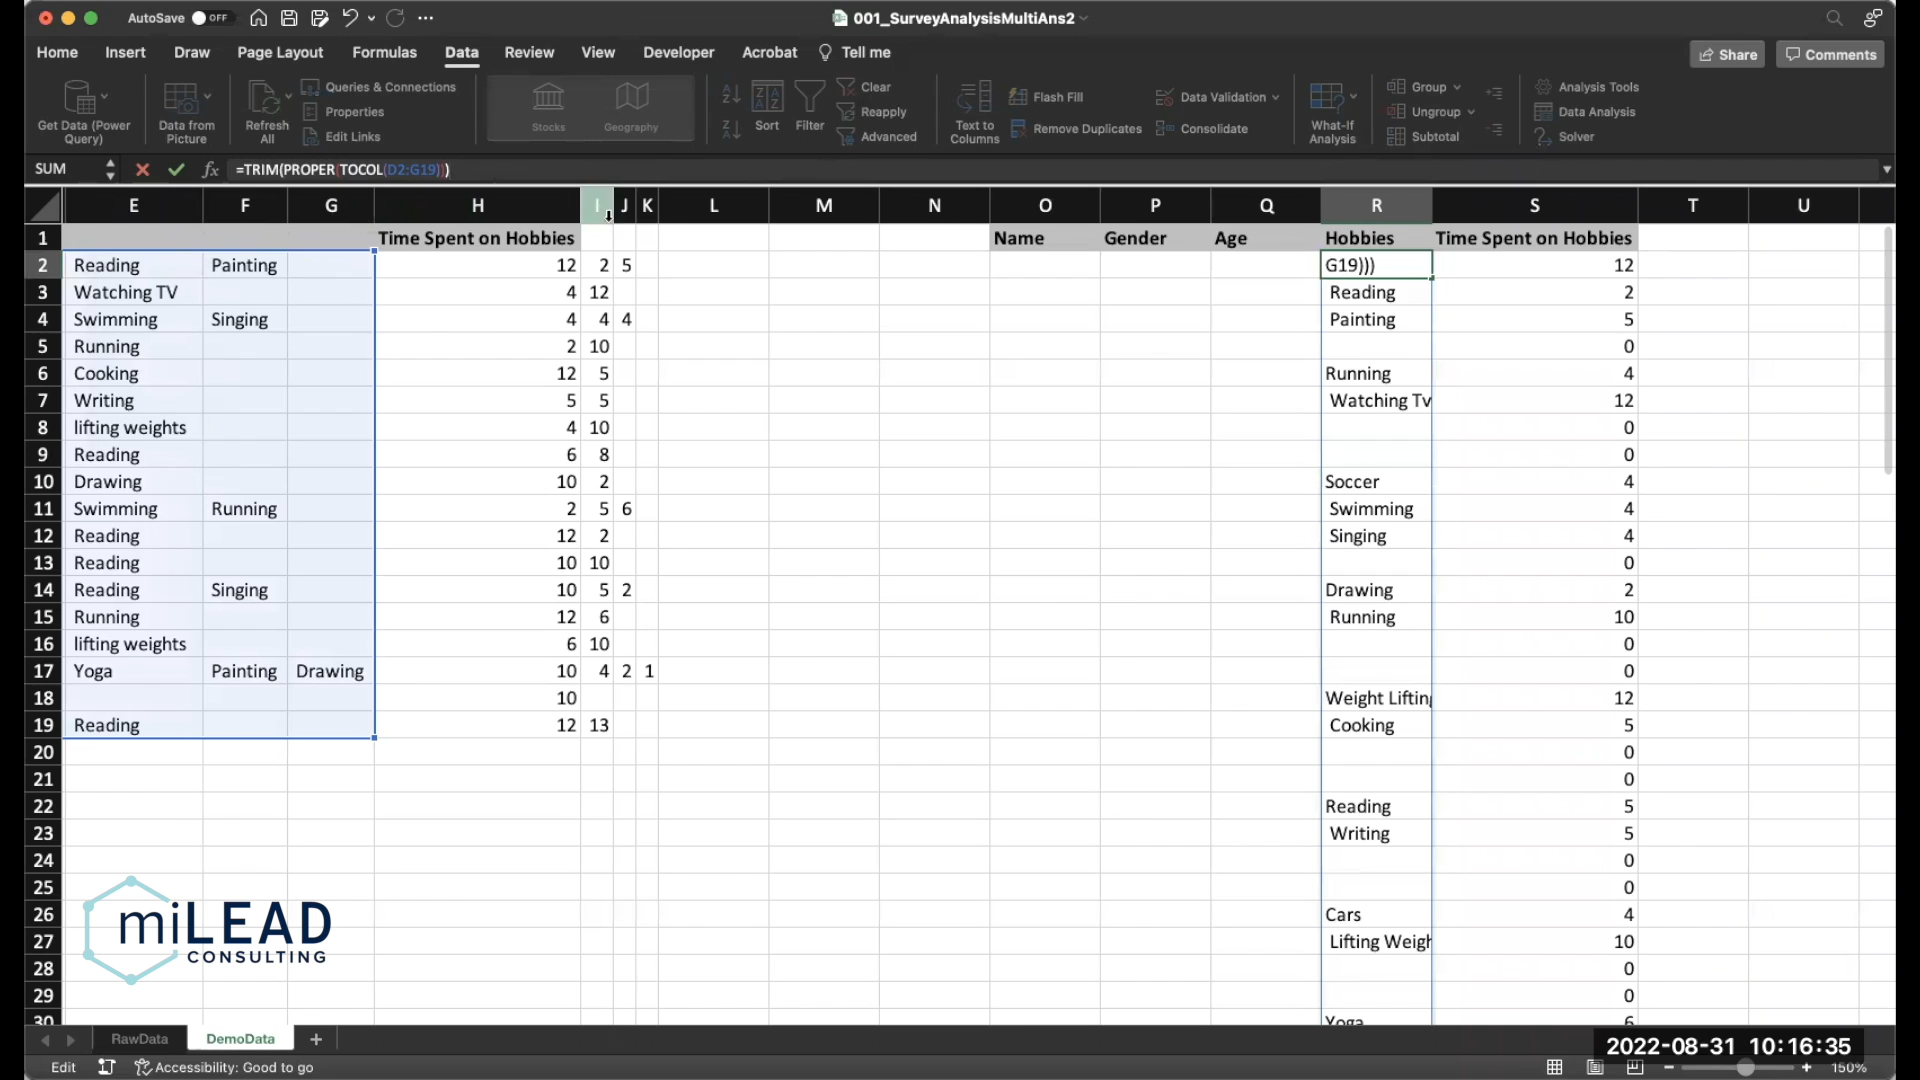 AutoSave OFF 001_SurveyAnalysisMultiAns2
Home Insert Draw Page Layout Formulas Data Review View Developer Acrobat Tell me Share Comments
Get Data (Power Query)
Data from Picture
Refresh All
Queries & Connections
Properties
Edit Links
Stocks
Geography
Sort
Filter
Clear
Reapply
Advanced
Text to Columns
Flash Fill
Remove Duplicates
Data Validation
Consolidate
What-If Analysis
Group
Ungroup
Subtotal
Analysis Tools
Data Analysis
Solver
SUM fx =TRIM(PROPER(TOCOL(D2:G19)))
E F G H I J K L M N O P Q R S T U
1 Time Spent on Hobbies Name Gender Age Hobbies Time Spent on Hobbies
2 Reading Painting 12 2 5 G19))) 12
3 Watching TV 4 12 Reading 2
4 Swimming Singing 4 4 4 Painting 5
5 Running 2 10 0
6 Cooking 12 5 Running 4
7 Writing 5 5 Watching Tv 12
8 lifting weights 4 10 0
9 Reading 6 8 0
10 Drawing 10 2 Soccer 4
11 Swimming Running 2 5 6 Swimming 4
12 Reading 12 2 Singing 4
13 Reading 10 10 0
14 Reading Singing 10 5 2 Drawing 2
15 Running 12 6 Running 10
16 lifting weights 6 10 0
17 Yoga Painting Drawing 10 4 2 1 0
18 10 Weight Lifting 12
19 Reading 12 13 Cooking 5
20 0
21 0
22 Reading 5
23 Writing 5
24 0
25 0
26 Cars 4
27 Lifting Weigh 10
28 0
29 0
30 Yoga 6
miLEAD
CONSULTING
RawData DemoData +
2022-08-31 10:16:35
Edit Accessibility: Good to go 150%